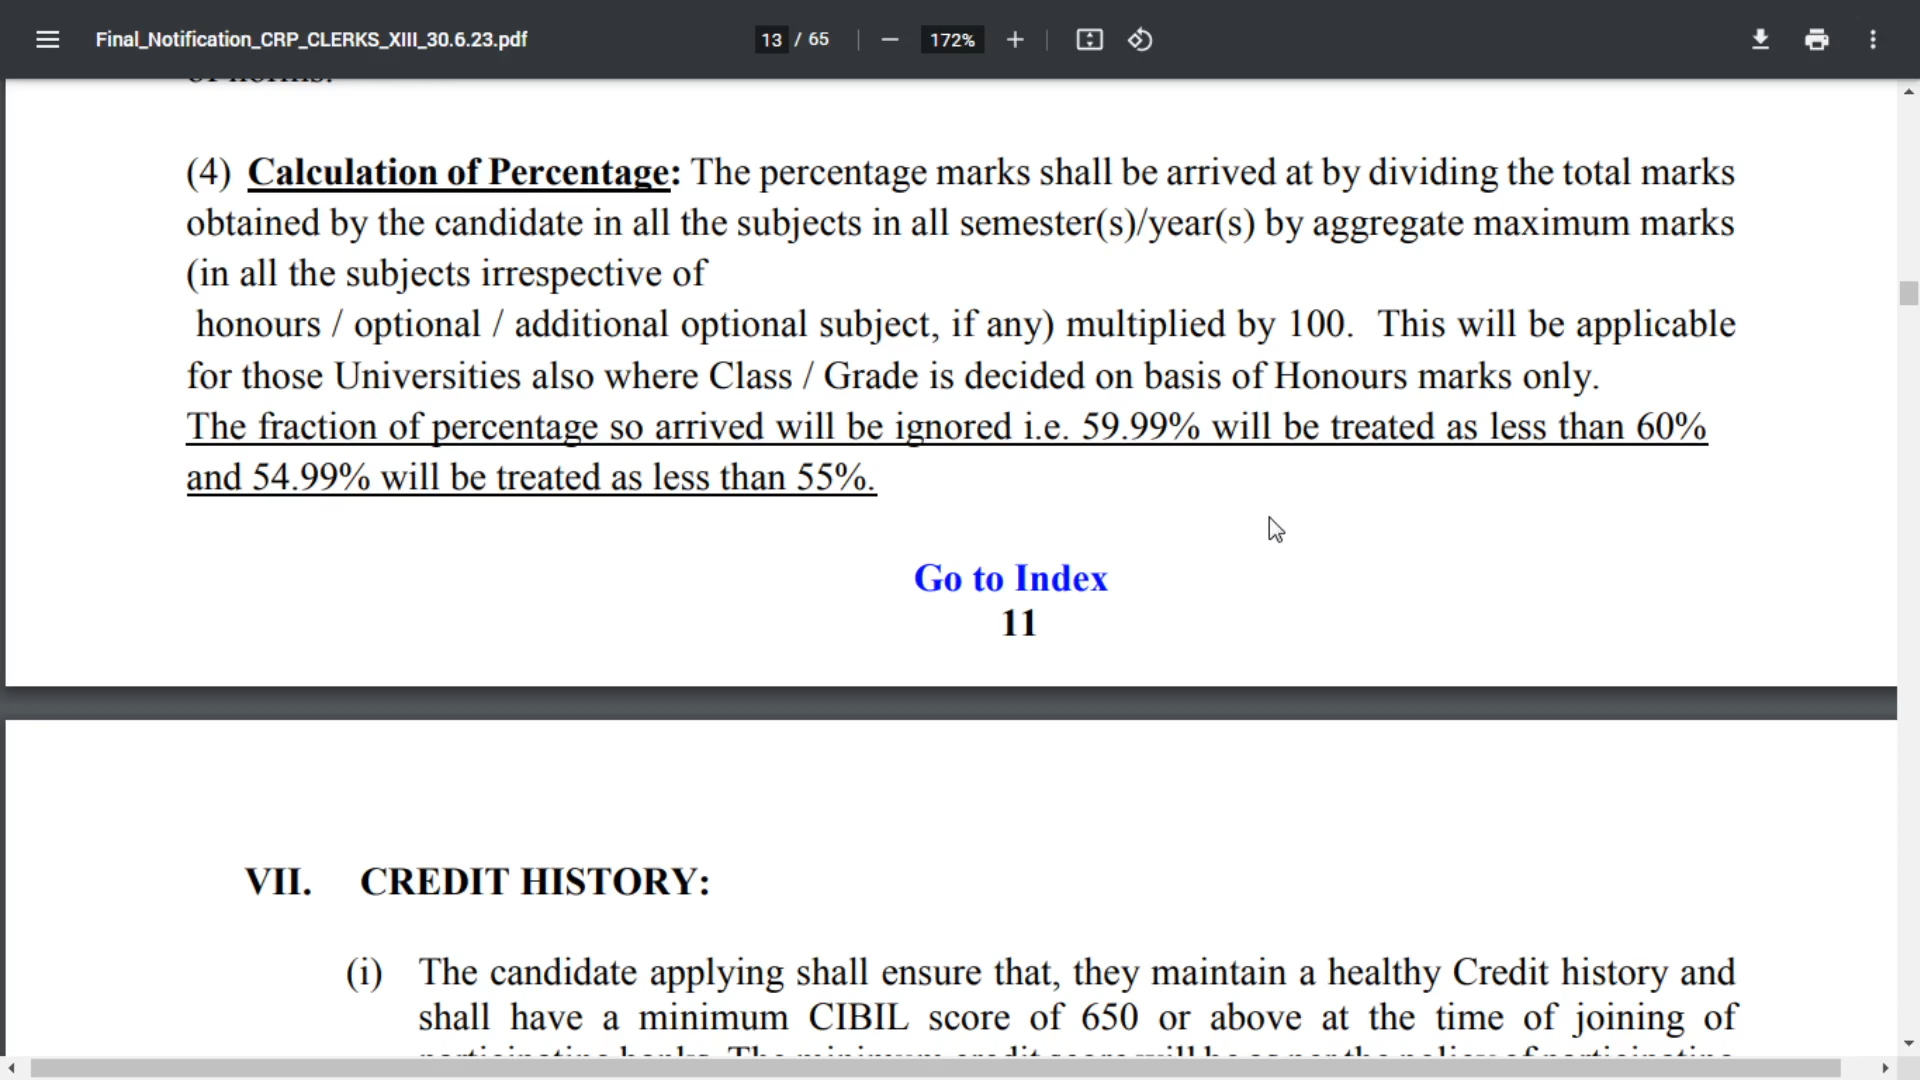 Final_Notification_CRP_CLERKS_XIII_30.6.23.pdf
13 / 65
172%
(4) Calculation of Percentage: The percentage marks shall be arrived at by dividing the total marks
obtained by the candidate in all the subjects in all semester(s)/year(s) by aggregate maximum marks
(in all the subjects irrespective of
honours / optional / additional optional subject, if any) multiplied by 100. This will be applicable
for those Universities also where Class / Grade is decided on basis of Honours marks only.
The fraction of percentage so arrived will be ignored i.e. 59.99% will be treated as less than 60%
and 54.99% will be treated as less than 55%.
Go to Index
11
VII. CREDIT HISTORY:
(i) The candidate applying shall ensure that, they maintain a healthy Credit history and
shall have a minimum CIBIL score of 650 or above at the time of joining of